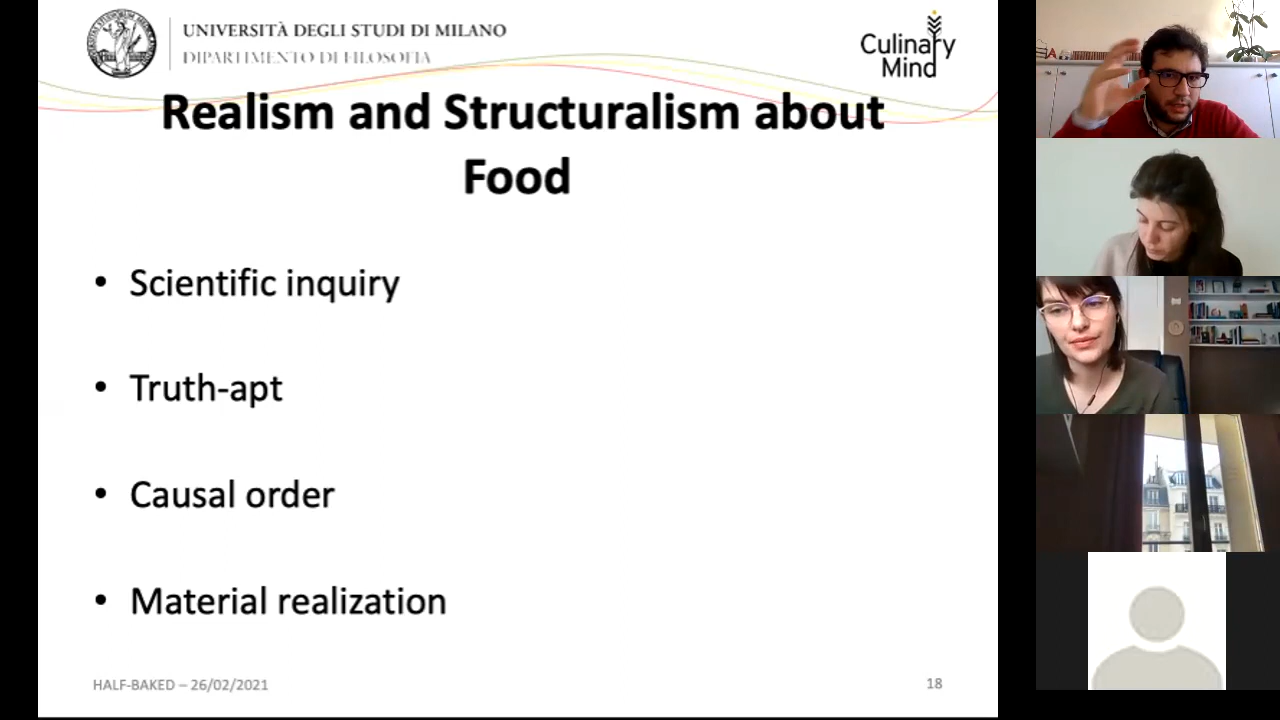 UNIVERSITÀ DEGLI STUDI DI MILANO
DIPARTIMENTO DI FILOSOFIA
Culinary
Mind
Realism and Structuralism about
Food
• Scientific inquiry
• Truth-apt
• Causal order
• Material realization
HALF-BAKED – 26/02/2021
18